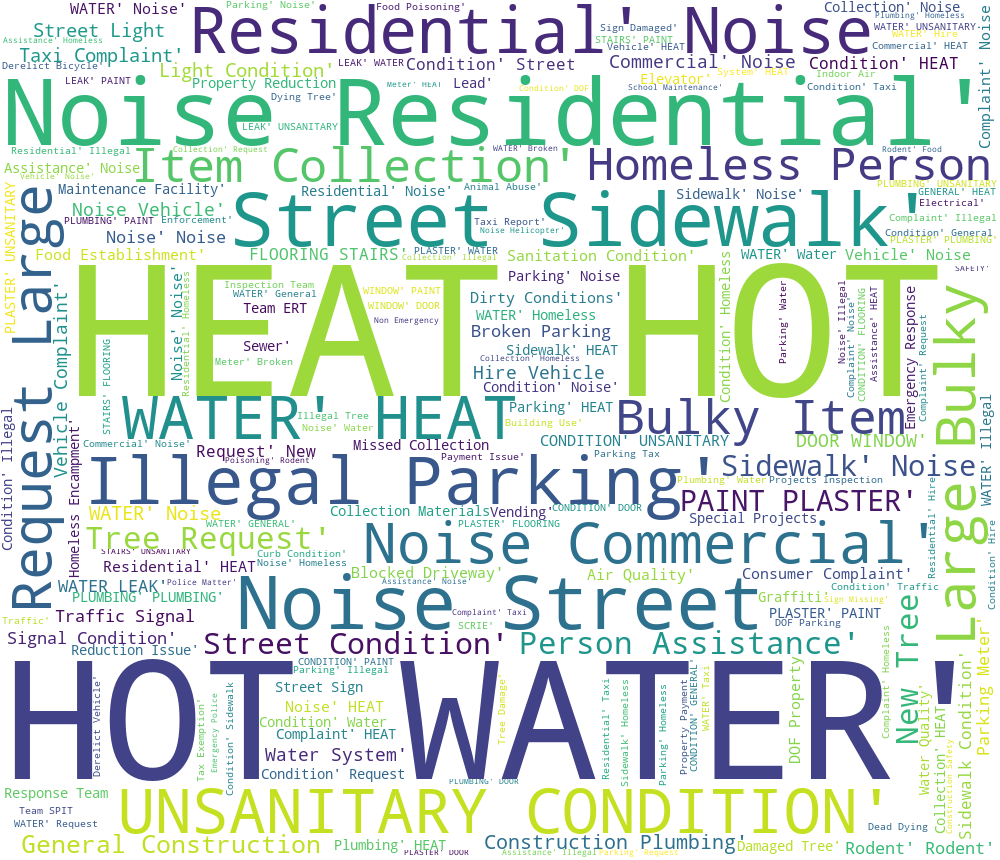 WATER' Noise'
Parking' Noise'
Food Poisoning'
Collection' Noise
Residential' Noise
Plumbing' Homeless
Street Light
Sign Damaged'
WATER' UNSANITARY
Complaint' Noise
Assistance' Homeless
STAIRS' PAINT
WATER' Hire
Taxi Complaint'
Vehicle' HEAT
Commercial' HEAT
Derelict Bicycle'
Light Condition'
LEAK' WATER
Condition' Street
Commercial' Noise
Condition' HEAT
LEAK' PAINT
Property Reduction
Meter' HEAT
Lead'
Elevator'
System' HEAT
Indoor Air
Condition' DOF
School Maintenance'
Condition' Taxi
Dying Tree'
Noise Residential'
LEAK' UNSANITARY
Residential' Illegal
Collection' Request
WATER' Broken
Rodent' Food
Assistance' Noise
Item Collection'
Homeless Person
Vehicle' Noise'
Maintenance Facility'
Residential' Noise'
Animal Abuse'
Sidewalk' Noise'
PLUMBING' UNSANITARY
GENERAL' HEAT
Electrical'
PLASTER' UNSANITARY
Request Large
Noise Vehicle'
PLUMBING' PAINT
Enforcement'
Street Sidewalk'
Taxi Report'
Noise Helicopter'
Complaint' Illegal
Condition' General
PLASTER' PLUMBING'
Noise' Noise
Food Establishment'
FLOORING STAIRS'
PLASTER' WATER
Collection' Illegal
Sanitation Condition'
WATER' Water
Vehicle' Noise
SAFETY'
HEAT HOT
Vehicle Complaint'
STAIRS' FLOORING
Noise' Noise'
Residential' Homeless
Inspection Team
WATER' General
Team ERT
Sewer'
Meter' Broken
WINDOW' PAINT
WINDOW' DOOR
Non Emergency
Parking' Noise
Dirty Conditions'
WATER' Homeless
Broken Parking
Sidewalk' HEAT
Collection' Homeless
Hire Vehicle
Condition' Noise'
Condition' Homeless
Parking' Water
Noise' Illegal
Complaint' Noise'
CONDITION' FLOORING
Assistance' HEAT
Emergency Response
Complaint' Request
Large Bulky
WATER' HEAT
Illegal Tree
Noise' Water
Parking' HEAT
Building Use'
Bulky Item
WATER' Illegal
Condition' Illegal
Homeless Encampment'
Commercial' Noise'
Request' New
Missed Collection
CONDITION' UNSANITARY
DOOR WINDOW'
Poisoning' Rodent'
Payment Issue'
Parking Tax
Illegal Parking'
Sidewalk' Noise
Plumbing' Water
Projects Inspection
PAINT PLASTER'
WATER' Noise
Collection Materials
Vending'
CONDITION' DOOR
Special Projects
WATER' GENERAL'
PLASTER' FLOORING
Tree Request'
Noise Commercial'
Residential' Hire
Condition' Hire
STAIRS' UNSANITARY
Curb Condition'
Noise' Homeless
Residential' HEAT
Blocked Driveway'
Air Quality'
Consumer Complaint'
WATER LEAK'
Police Matter'
Assistance' Noise'
Condition' Traffic
PLUMBING' PLUMBING'
Noise Street
Graffiti'
Sign Missing'
Traffic'
Traffic Signal
Complaint' Taxi
PLASTER' PAINT
SCRIE'
DOF Parking
Signal Condition'
Street Condition'
Person Assistance'
New Tree
Reduction Issue'
CONDITION' PAINT
Parking' Illegal
HOT WATER'
Derelict Vehicle'
Tax Exemption'
Emergency Police
Condition' Sidewalk
Street Sign
Noise' HEAT
Condition' Water
Complaint' HEAT
Water System'
Condition' Request
Tree Damage'
Residential' Taxi
Sidewalk' Homeless
Parking' Homeless
Property Payment
CONDITION' GENERAL'
WATER' Taxi
DOF Property
Complaint' Homeless
Water Quality'
Collection' HEAT
Construction Safety
Sidewalk Condition'
Parking Meter'
PLUMBING' DOOR
Response Team
UNSANITARY CONDITION'
Team SPIT
WATER' Request
Dead Dying
General Construction
Plumbing' HEAT
Construction Plumbing'
Damaged Tree'
Rodent' Rodent'
PLASTER' DOOR
Assistance' Illegal
Parking' Request